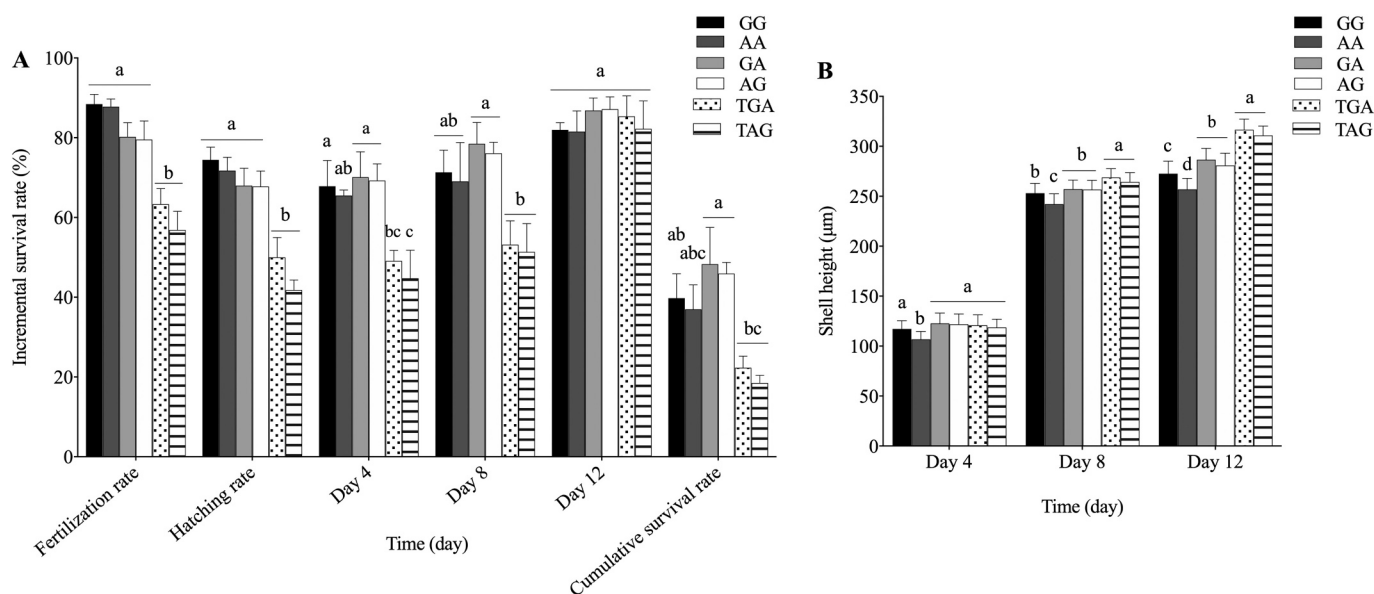 A
Incremental survival rate (%)
100
80
60
40
20
0
a
b
a
b
a
ab
a
bc
c
ab
a
b
a
ab
abc
a
bc
Fertilization rate
Hatching rate
Day 4
Day 8
Day 12
Cumulative survival rate
Time (day)
GG
AA
GA
AG
TGA
TAG
B
Shell height (μm)
350
300
250
200
150
100
50
0
a
b
a
b
c
b
a
c
d
b
a
Day 4
Day 8
Day 12
Time (day)
GG
AA
GA
AG
TGA
TAG